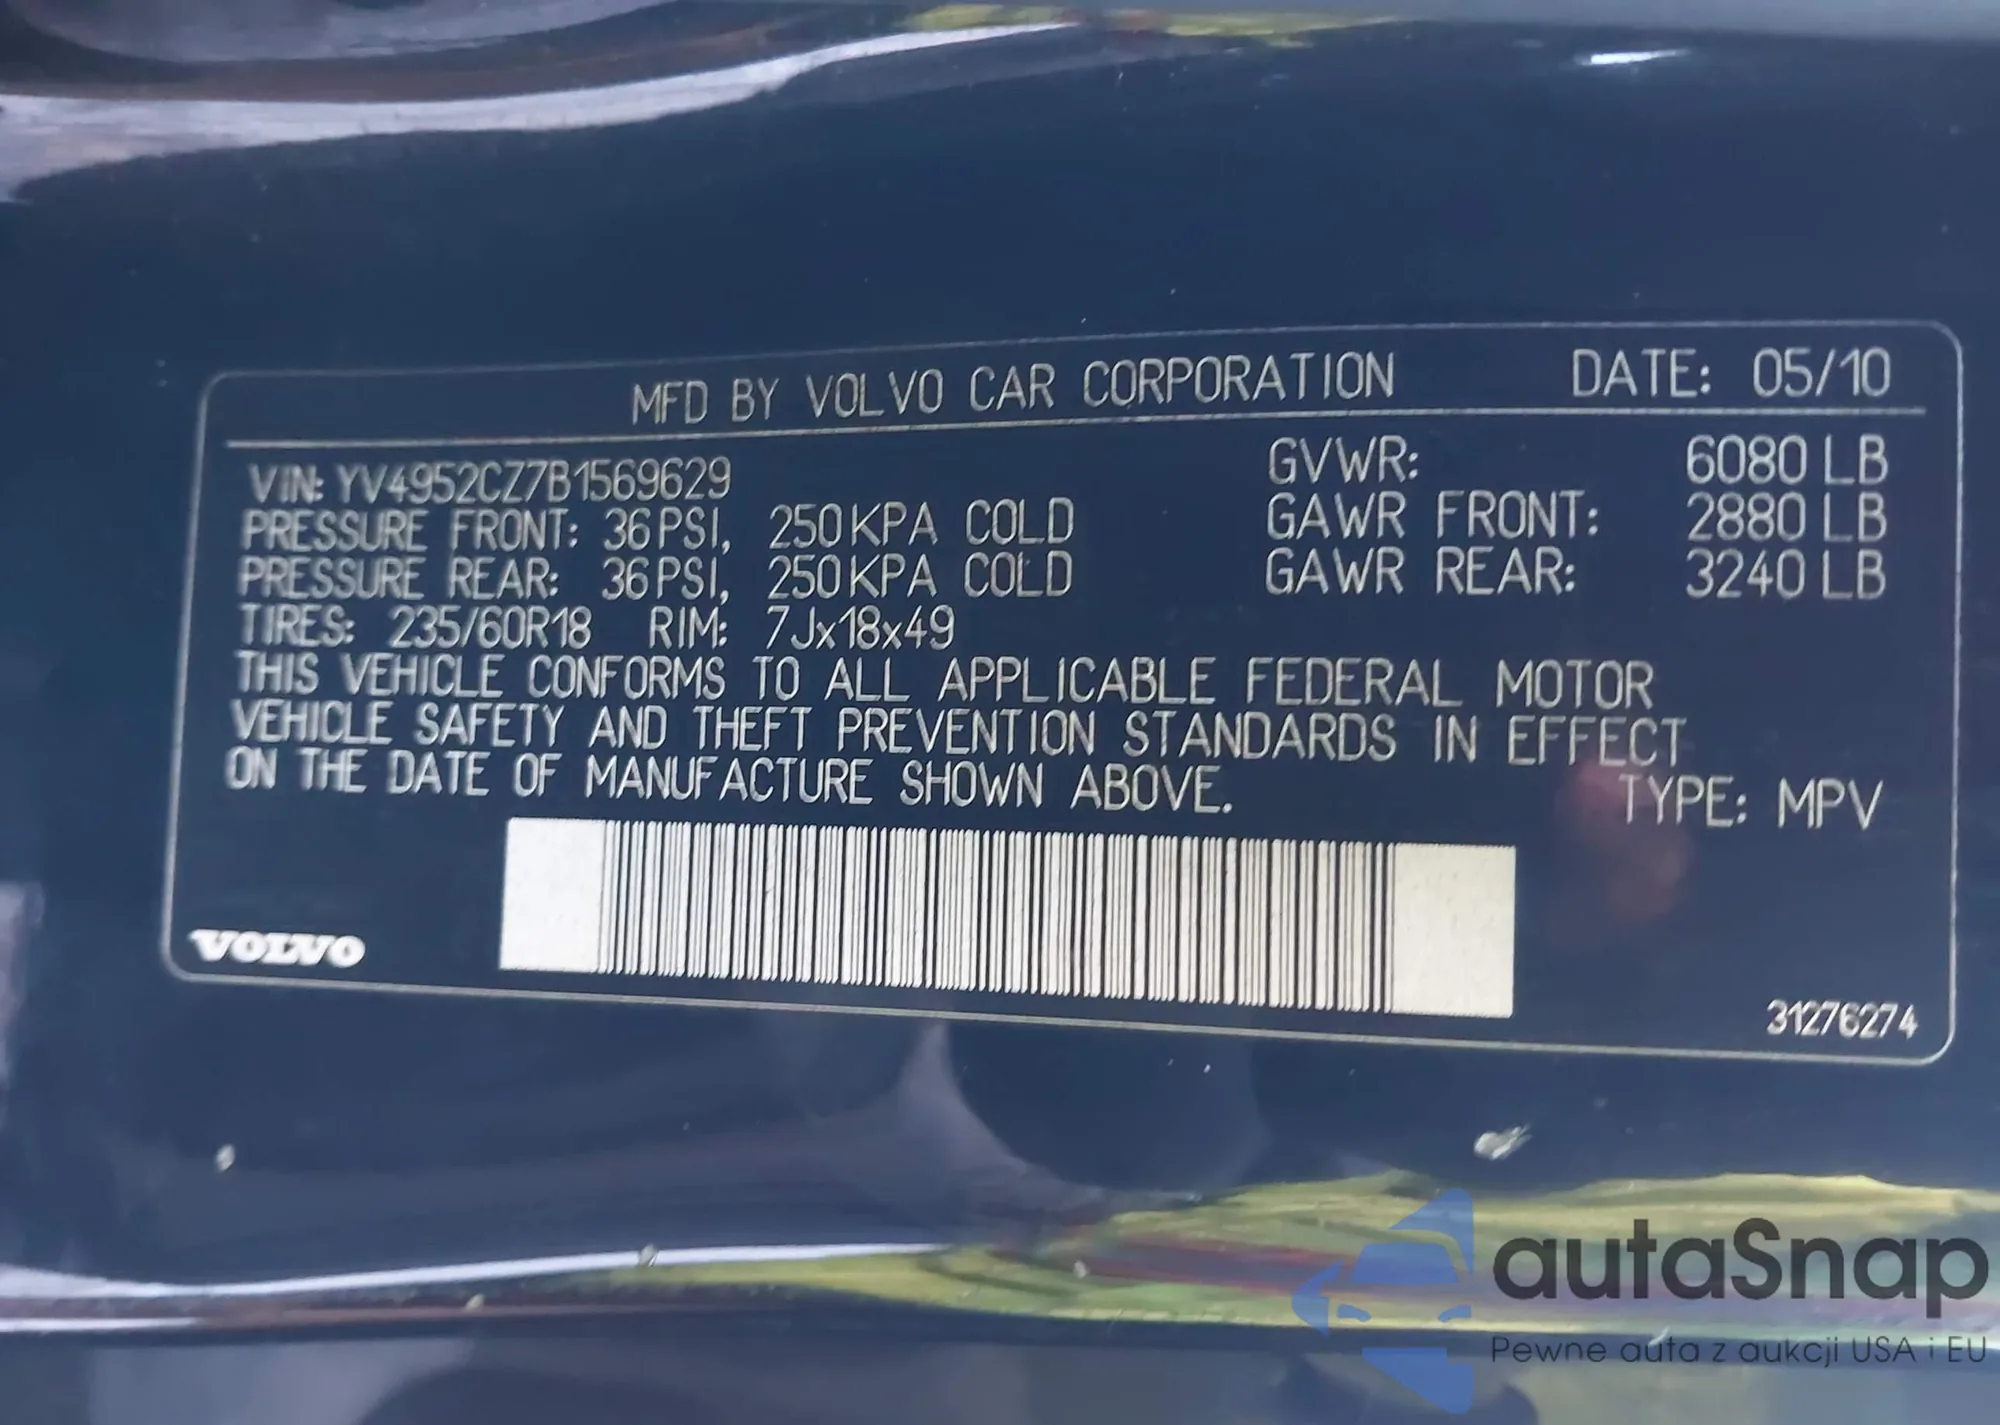 MFD BY VOLVO CAR CORPORATION DATE: 05/10
VIN: YV4952CZ7B1569629 GVWR: 6080 LB
PRESSURE FRONT: 36 PSI, 250 KPA COLD GAWR FRONT: 2880 LB
PRESSURE REAR: 36 PSI, 250 KPA COLD GAWR REAR: 3240 LB
TIRES: 235/60R18 RIM: 7Jx18x49
THIS VEHICLE CONFORMS TO ALL APPLICABLE FEDERAL MOTOR
VEHICLE SAFETY AND THEFT PREVENTION STANDARDS IN EFFECT
ON THE DATE OF MANUFACTURE SHOWN ABOVE. TYPE: MPV
VOLVO
31276274
autaSnap
Pewne auta z aukcji USA i EU